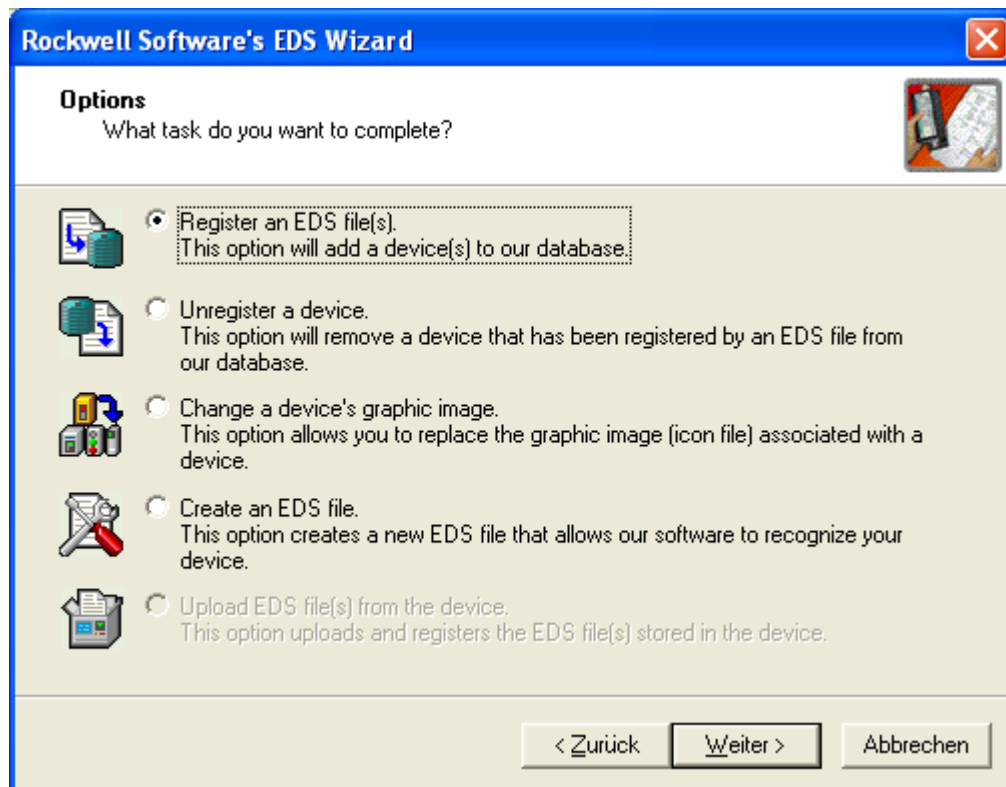 Rockwell Software's EDS Wizard
Options
What task do you want to complete?
Register an EDS file(s).
This option will add a device(s) to our database.
Unregister a device.
This option will remove a device that has been registered by an EDS file from
our database.
Change a device's graphic image.
This option allows you to replace the graphic image (icon file) associated with a
device.
Create an EDS file.
This option creates a new EDS file that allows our software to recognize your
device.
Upload EDS file(s) from the device.
This option uploads and registers the EDS file(s) stored in the device.
< Zurück
Weiter >
Abbrechen